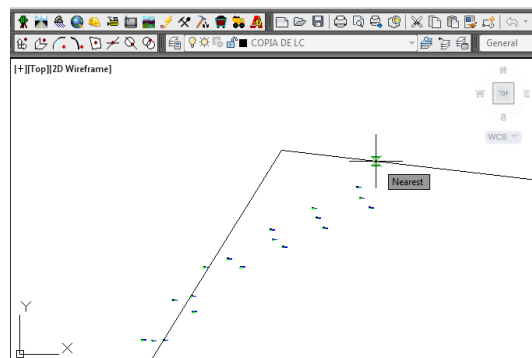 COPIA DE LC
General
[+][Top][2D Wireframe]
N
W
TOP
E
S
WCS
Nearest
Y
X